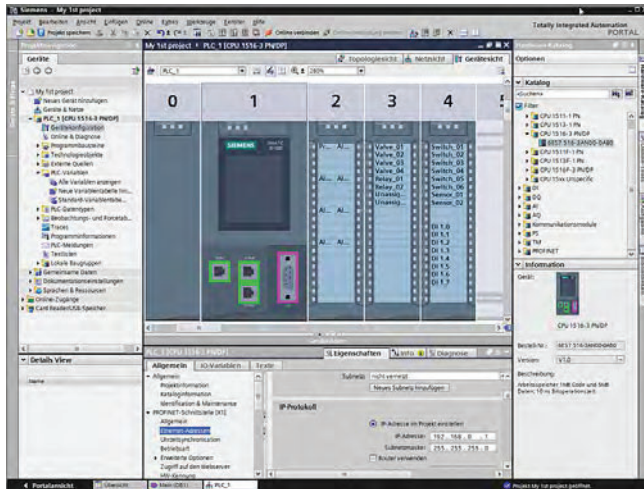 Siemens - My 1st project
Projekt Bearbeiten Ansicht Einfügen Online Extras Werkzeuge Fenster Hilfe
Totally Integrated Automation
PORTAL
Projekt speichern
Online verbinden
My 1st project ▸ PLC_1 [CPU 1516-3 PN/DP]
Optionen
Geräte
Topologiesicht
Netzsicht
Gerätesicht
PLC_1
200%
Katalog
<Suchen>
Filter
My 1st project
Neues Gerät hinzufügen
Geräte & Netze
PLC_1 [CPU 1516-3 PN/DP]
Gerätekonfiguration
Online & Diagnose
Programmbausteine
Technologieobjekte
Externe Quellen
PLC-Variablen
Alle Variablen anzeigen
Neue Variablentabelle hin...
Standard-Variablentabe...
PLC-Datentypen
Beobachtungs- und Forcetab...
Traces
Programminformationen
PLC-Meldungen
Textlisten
Lokale Baugruppen
Gemeinsame Daten
Dokumentationseinstellungen
Sprachen & Ressourcen
Online-Zugänge
Card Reader/USB-Speicher
0
1
2
3
4
SIEMENS
SIMATIC
Valve_01
Valve_02
Valve_03
Valve_04
Relay_01
Relay_02
Unassig...
Unassig...
Switch_01
Switch_02
Switch_03
Switch_04
Switch_05
Switch_06
Sensor_01
Sensor_02
DI 1.0
DI 1.1
DI 1.2
DI 1.3
DI 1.4
DI 1.5
DI 1.6
DI 1.7
CPU 1511-1 PN
CPU 1513-1 PN
CPU 1516-3 PN/DP
CPU 1511F-1 PN
CPU 1513F-1 PN
CPU 1516F-3 PN/DP
CPU 15xx Unspecific
DI
DQ
AI
AQ
Kommunikationsmodule
PS
TM
PROFINET
Information
Gerät:
CPU 1516-3 PN/DP
Bestell-Nr.:
Version: V1.0
Beschreibung:
Details View
Name
PLC_1 [CPU 1516-3 PN/DP]
Eigenschaften
Info
Diagnose
Allgemein
IO-Variablen
Texte
Allgemein
Projektinformation
Kataloginformation
Identification & Maintenance
PROFINET-Schnittstelle [X1]
Allgemein
Ethernet-Adressen
Uhrzeitsynchronisation
Betriebsart
Erweiterte Optionen
Zugriff auf den Webserver
HW-Kennung
Subnetz: nicht vernetzt
Neues Subnetz hinzufügen
IP-Protokoll
IP-Adresse im Projekt einstellen
IP-Adresse: 192 . 168 . 0 . 1
Subnetzmaske: 255 . 255 . 255 . 0
Router verwenden
Portalansicht
Übersicht
Main (OB1)
PLC_1
Projekt My 1st project geöffnet.